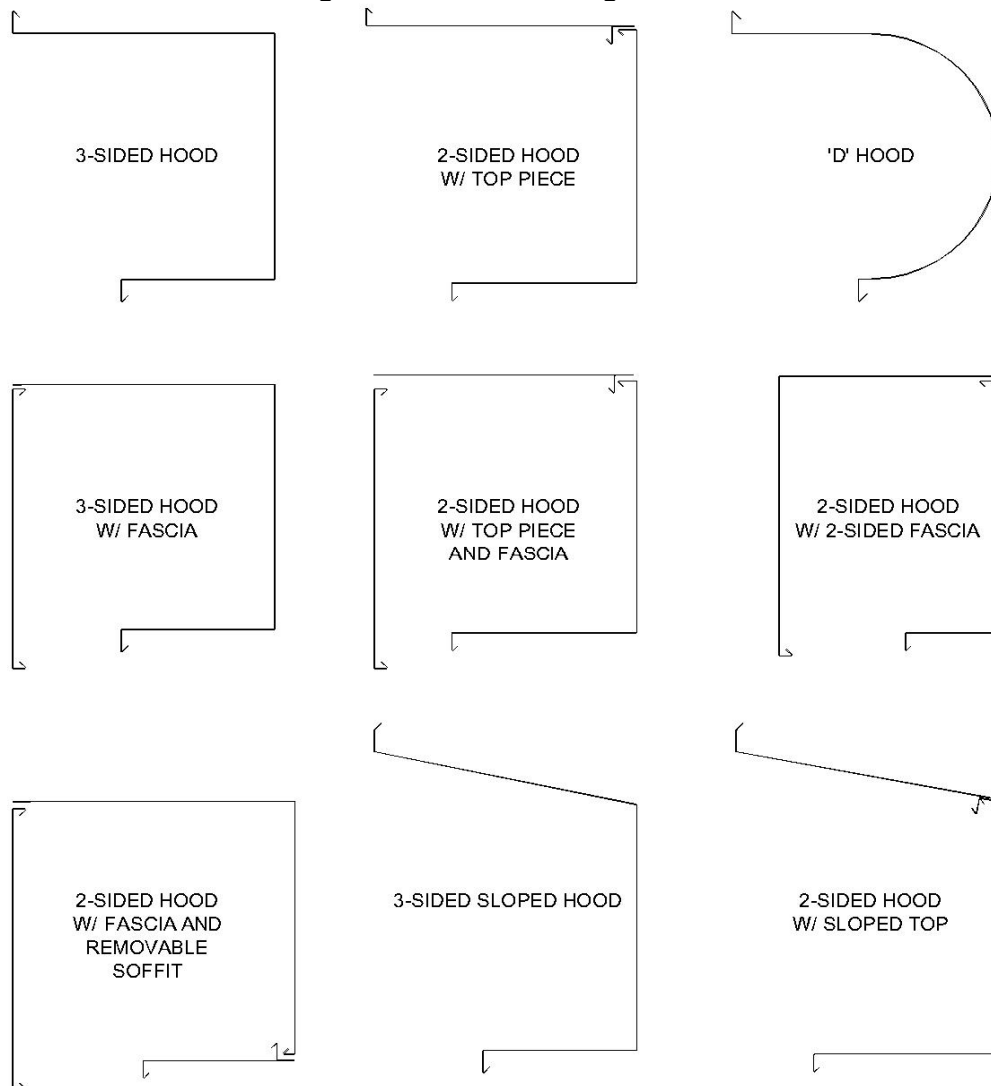 3-SIDED HOOD
2-SIDED HOOD
W/ TOP PIECE
'D' HOOD
3-SIDED HOOD
W/ FASCIA
2-SIDED HOOD
W/ TOP PIECE
AND FASCIA
2-SIDED HOOD
W/ 2-SIDED FASCIA
2-SIDED HOOD
W/ FASCIA AND
REMOVABLE
SOFFIT
3-SIDED SLOPED HOOD
2-SIDED HOOD
W/ SLOPED TOP